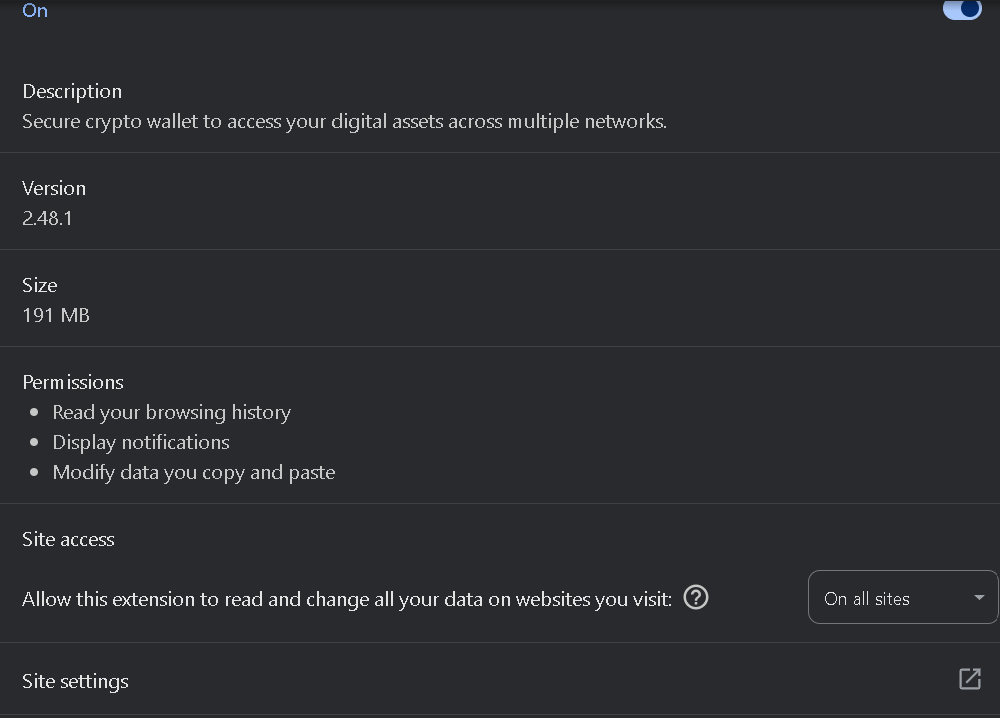 On
Description
Secure crypto wallet to access your digital assets across multiple networks.
Version
2.48.1
Size
191 MB
Permissions
Read your browsing history
Display notifications
Modify data you copy and paste
Site access
Allow this extension to read and change all your data on websites you visit:
On all sites
Site settings